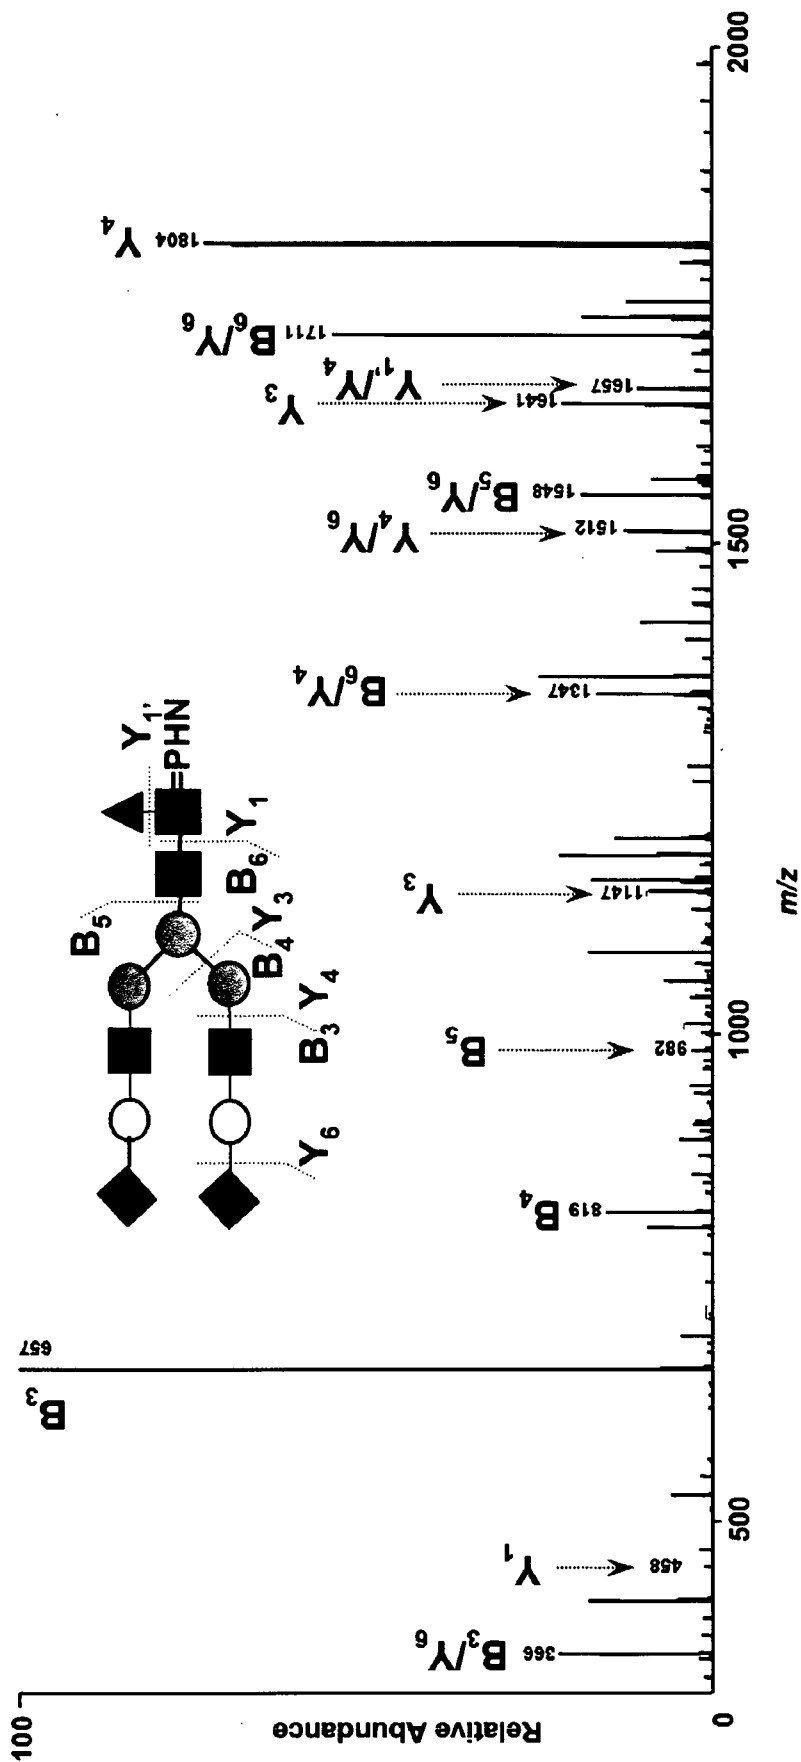 100
Relative Abundance
0
B3/Y6
366
Y1
458
B3
657
B4
819
B5
982
Y3
1147
B6/Y4
1347
Y4/Y6
1512
B5/Y6
1548
Y3
1641
Y1'/Y4
1657
B6/Y6
1711
Y4
1804
500
1000
1500
2000
m/z
Y6
B3
Y4
B4
Y3
B5
B6
Y1
Y1'
=PHN